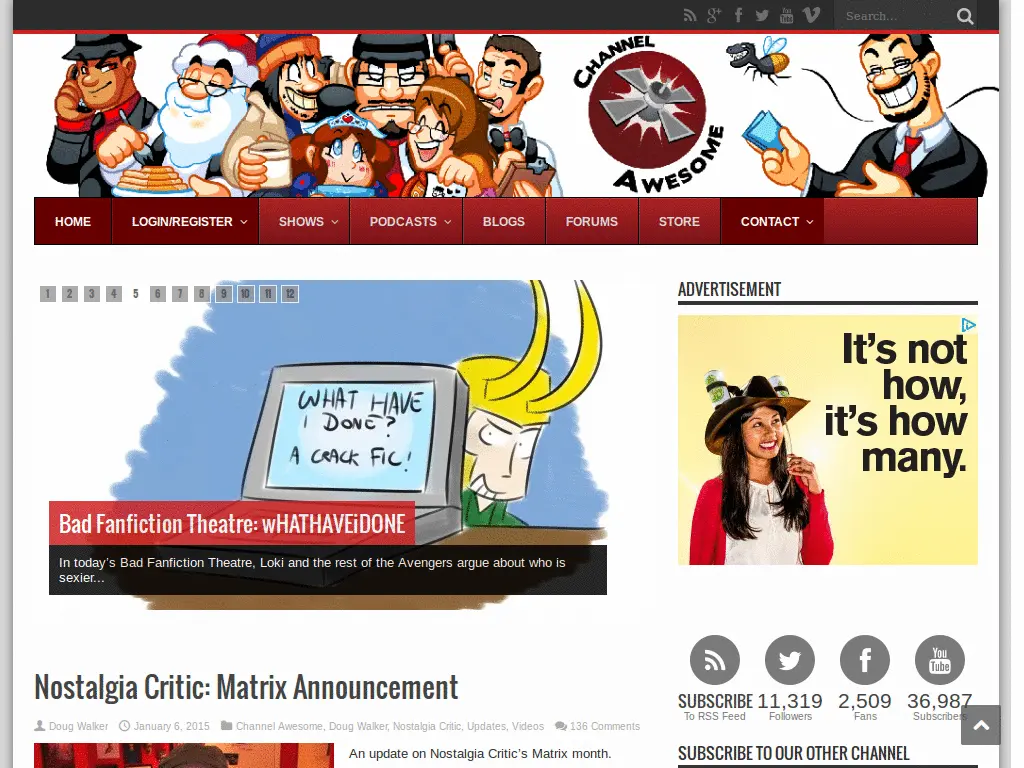 Search...
CHANNEL
AWESOME
HOME
LOGIN/REGISTER
SHOWS
PODCASTS
BLOGS
FORUMS
STORE
CONTACT
1 2 3 4 5 6 7 8 9 10 11 12
WHAT HAVE
I DONE?
A CRACK FIC!
Bad Fanfiction Theatre: wHATHAVEiDONE
In today's Bad Fanfiction Theatre, Loki and the rest of the Avengers argue about who is
sexier...
ADVERTISEMENT
It's not
how,
it's how
many.
SUBSCRIBE
To RSS Feed
11,319
Followers
2,509
Fans
You
Tube
36,987
Subscribers
SUBSCRIBE TO OUR OTHER CHANNEL
Nostalgia Critic: Matrix Announcement
Doug Walker January 6, 2015 Channel Awesome, Doug Walker, Nostalgia Critic, Updates, Videos 136 Comments
An update on Nostalgia Critic's Matrix month.